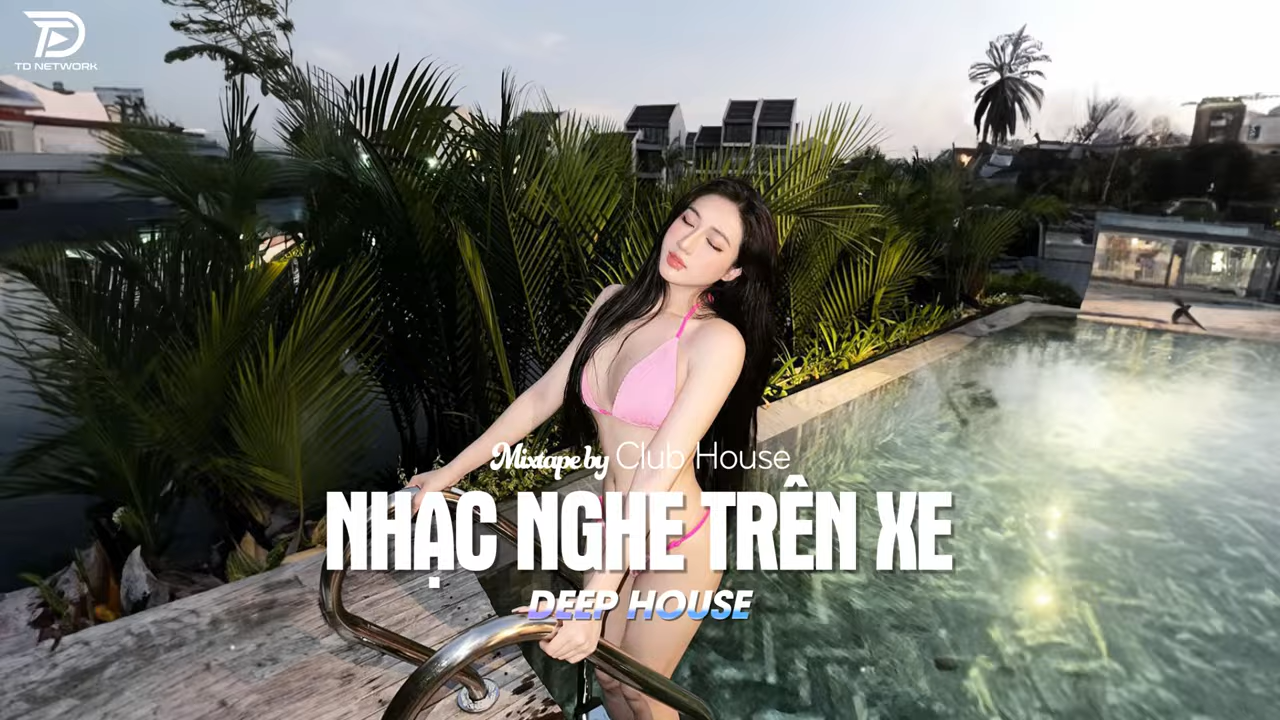 TD NETWORK
Mixtape by Club House
NHẠC NGHE TRÊN XE
DEEP HOUSE